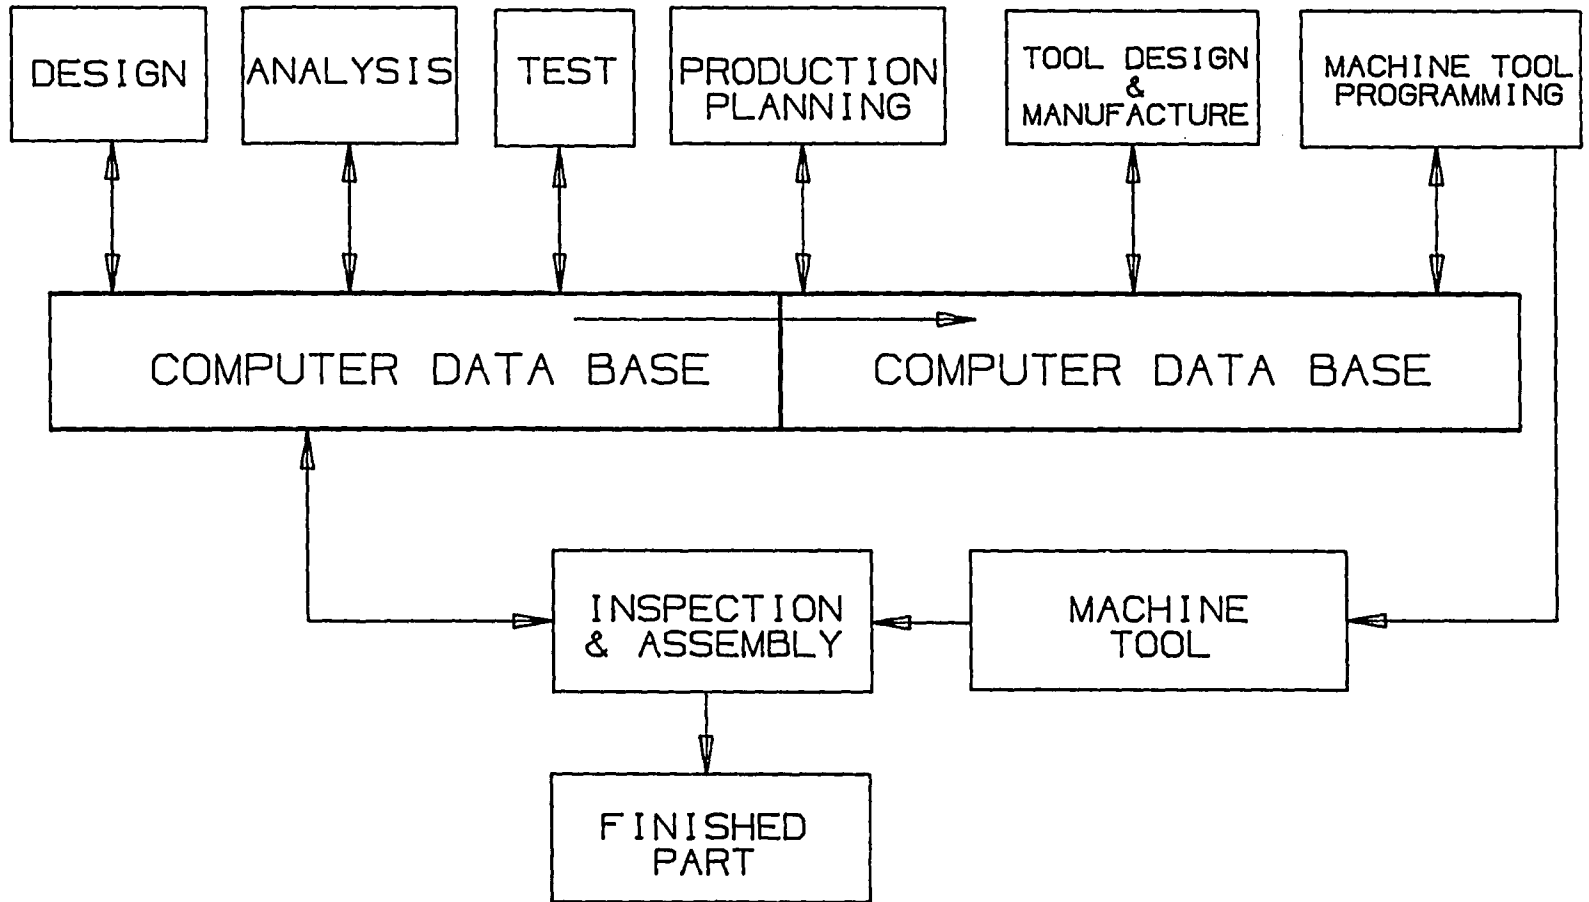 DESIGN
ANALYSIS
TEST
PRODUCTION
PLANNING
TOOL DESIGN
&
MANUFACTURE
MACHINE TOOL
PROGRAMMING
COMPUTER DATA BASE
COMPUTER DATA BASE
INSPECTION
& ASSEMBLY
MACHINE
TOOL
FINISHED
PART